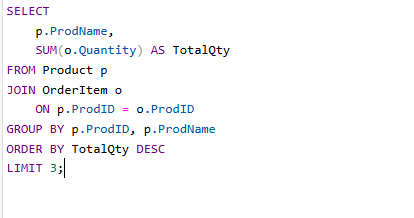 SELECT
    p.ProdName,
    SUM(o.Quantity) AS TotalQty
FROM Product p
JOIN OrderItem o
    ON p.ProdID = o.ProdID
GROUP BY p.ProdID, p.ProdName
ORDER BY TotalQty DESC
LIMIT 3;